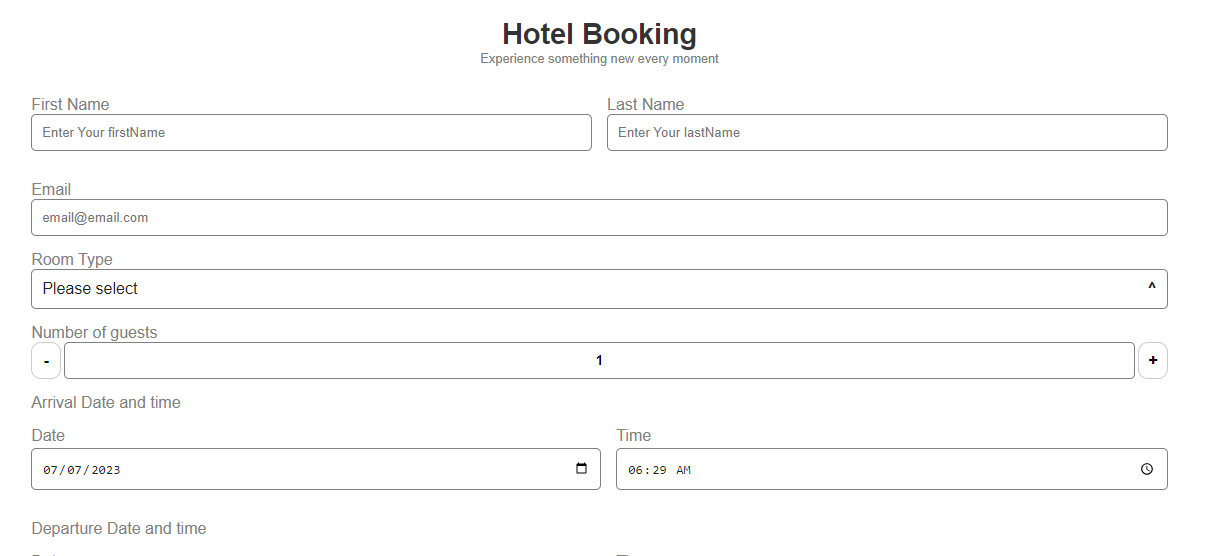 Hotel Booking
Experience something new every moment
First Name Last Name
Enter Your firstName Enter Your lastName
Email
email@email.com
Room Type
Please select ^
Number of guests
- 1 +
Arrival Date and time
Date Time
07/07/2023 06:29 AM
Departure Date and time